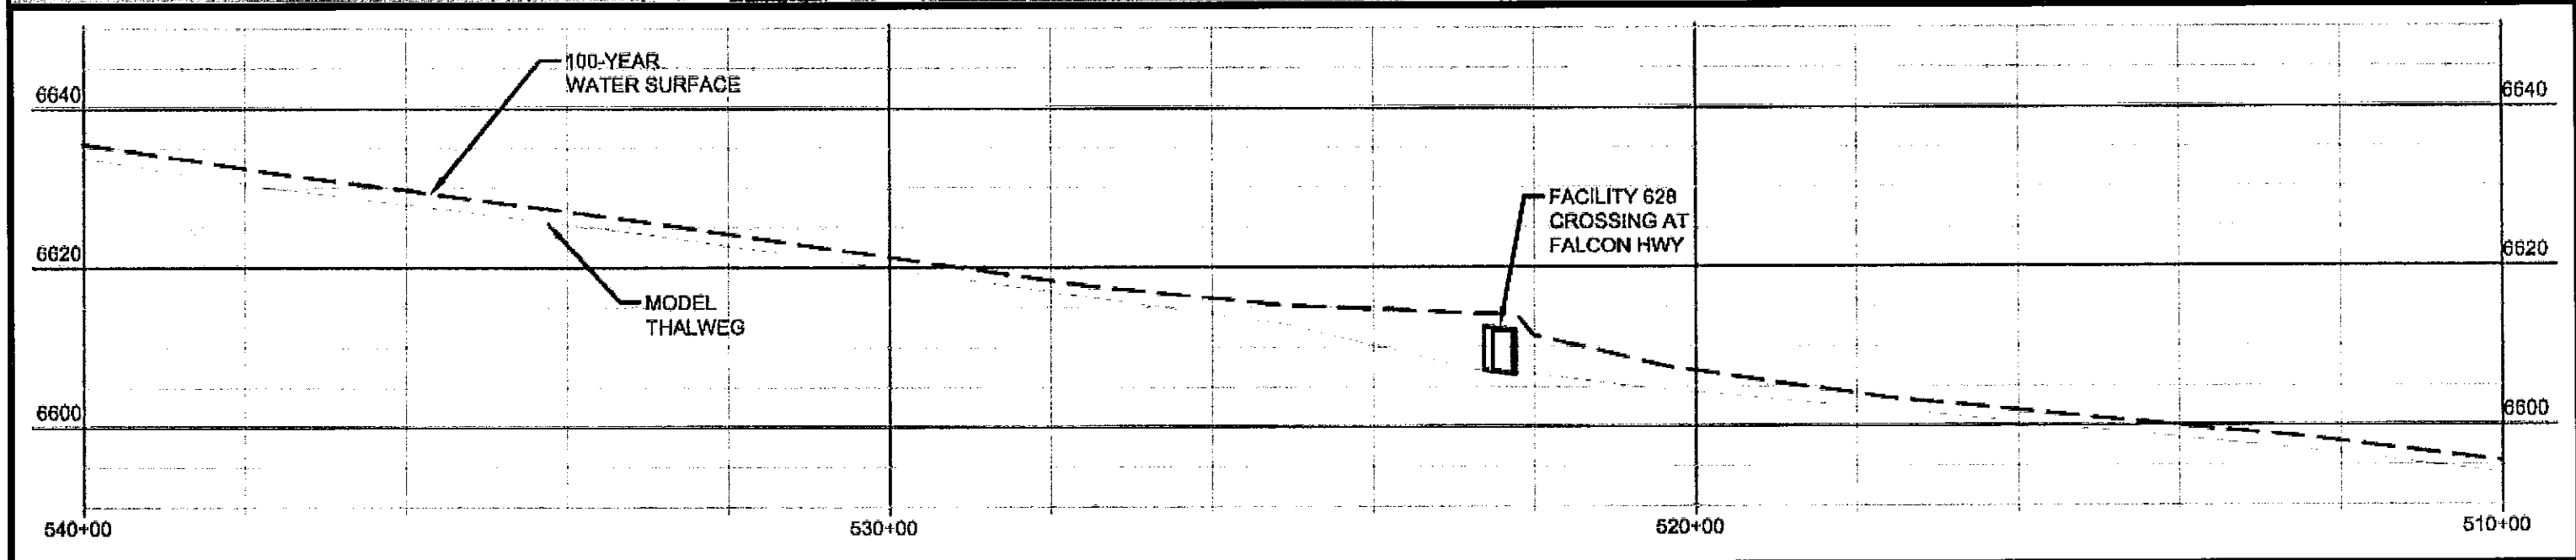 100-YEAR
WATER SURFACE
6640
6640
FACILITY 628
CROSSING AT
FALCON HWY
6620
6620
MODEL
THALWEG
6600
6600
540+00
530+00
520+00
510+00